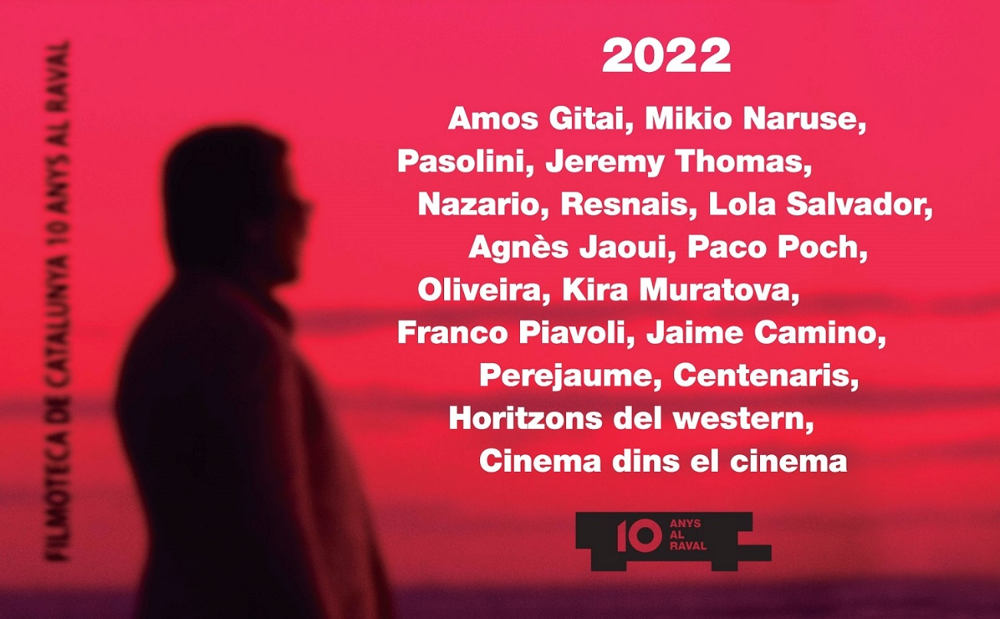 FILMOTECA DE CATALUNYA 10 ANYS AL RAVAL
2022
Amos Gitai, Mikio Naruse,
Pasolini, Jeremy Thomas,
Nazario, Resnais, Lola Salvador,
Agnès Jaoui, Paco Poch,
Oliveira, Kira Muratova,
Franco Piavoli, Jaime Camino,
Perejaume, Centenaris,
Horitzons del western,
Cinema dins el cinema
10 ANYS
AL
RAVAL